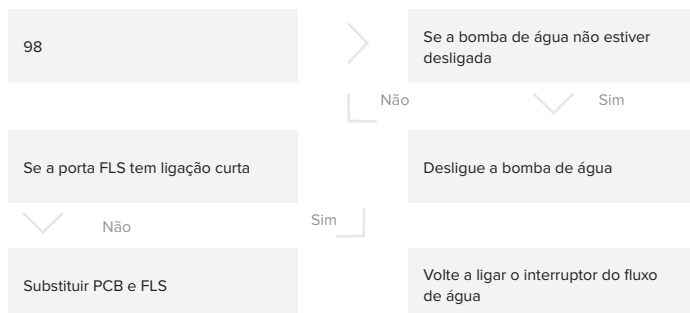 98
Se a bomba de água não estiver
desligada
Não
Sim
Se a porta FLS tem ligação curta
Desligue a bomba de água
Não
Sim
Substituir PCB e FLS
Volte a ligar o interruptor do fluxo
de água